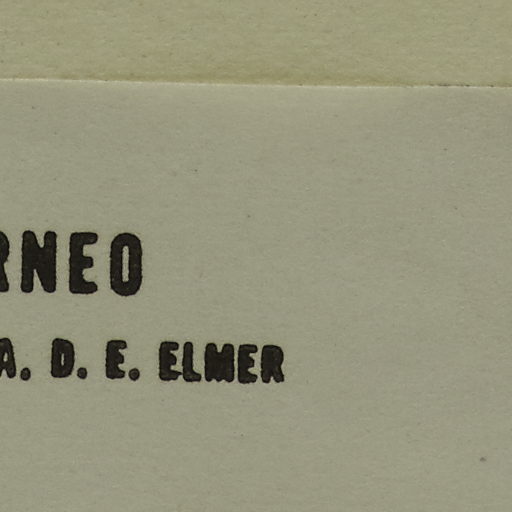 RNEO
A. D. E. ELMER